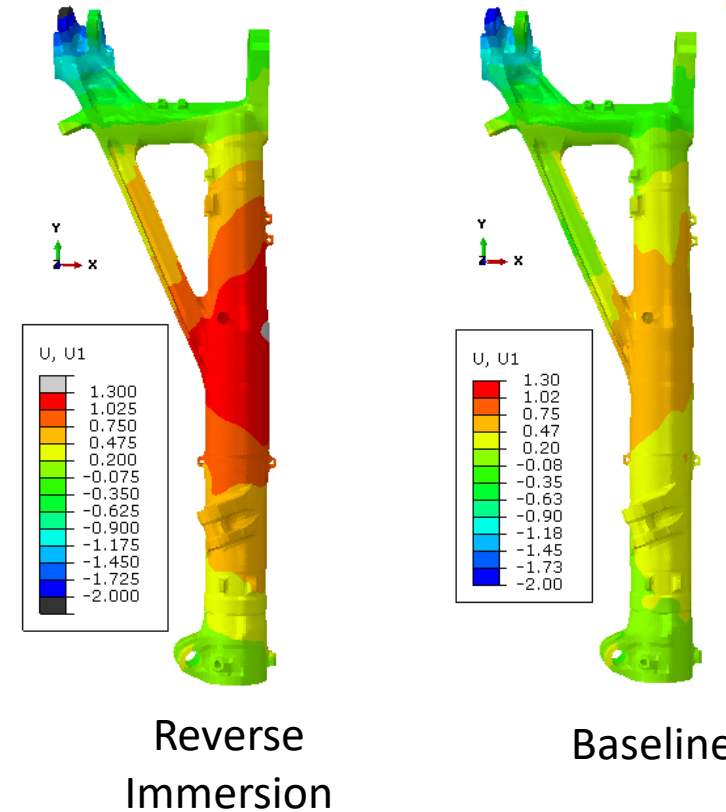 Y
Z X
U, U1
1.300
1.025
0.750
0.475
0.200
-0.075
-0.350
-0.625
-0.900
-1.175
-1.450
-1.725
-2.000
Reverse
Immersion
Y
Z X
U, U1
1.30
1.02
0.75
0.47
0.20
-0.08
-0.35
-0.63
-0.90
-1.18
-1.45
-1.73
-2.00
Baseline